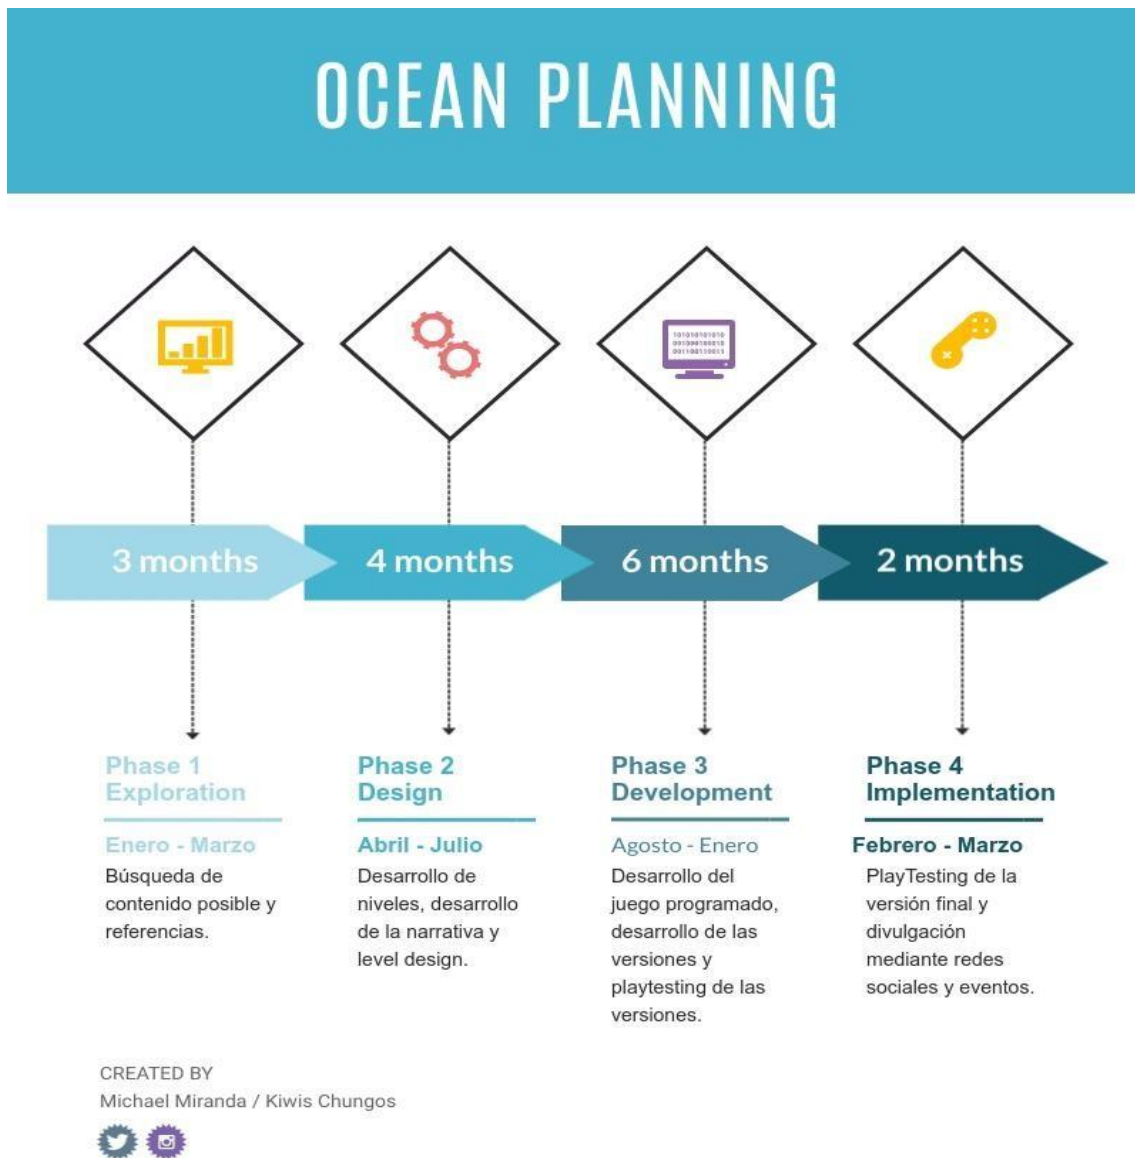 OCEAN PLANNING
101010101010
001000100010
001100110011
3 months
4 months
6 months
2 months
Phase 1
Exploration
Enero - Marzo
Búsqueda de
contenido posible y
referencias.
Phase 2
Design
Abril - Julio
Desarrollo de
niveles, desarrollo
de la narrativa y
level design.
Phase 3
Development
Agosto - Enero
Desarrollo del
juego programado,
desarrollo de las
versiones y
playtesting de las
versiones.
Phase 4
Implementation
Febrero - Marzo
PlayTesting de la
versión final y
divulgación
mediante redes
sociales y eventos.
CREATED BY
Michael Miranda / Kiwis Chungos